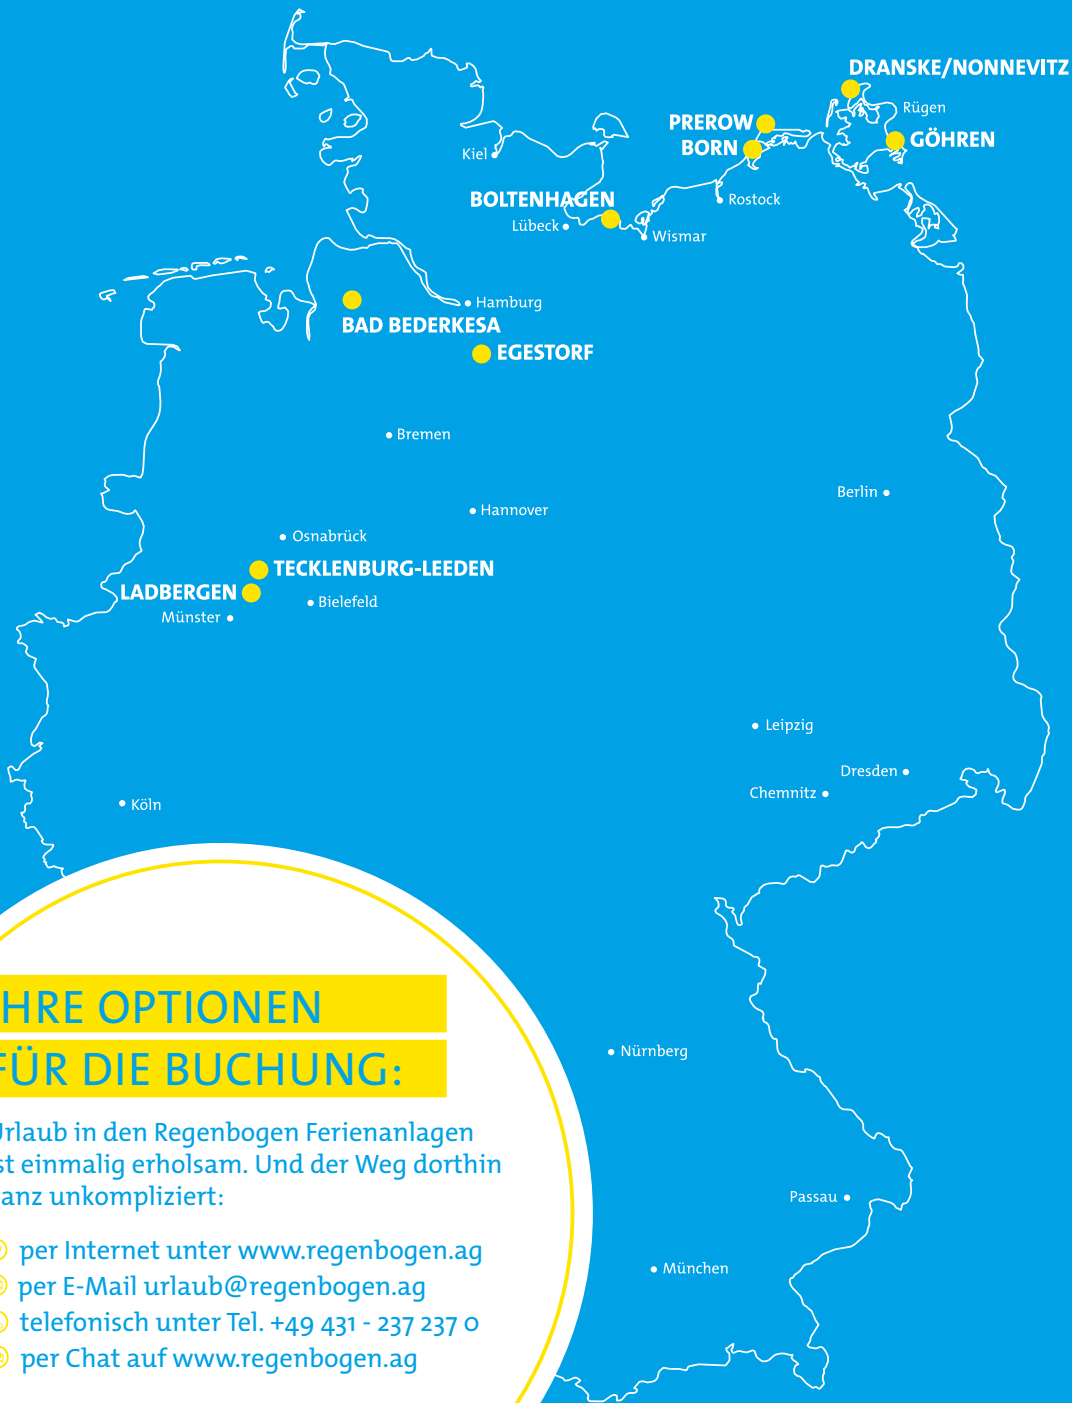 DRANSKE/NONNEVITZ
Rügen
PEROW
BORN
GÖHREN
Kiel
BOLTENHAGEN
Rostock
Lübeck
Wismar
Hamburg
BAD BEDERKESA
EGESTORF
Bremen
Berlin
Hannover
Osnabrück
TECKLENBURG-LEEDEN
LADBERGEN
Bielefeld
Münster
Leipzig
Dresden
Chemnitz
Köln
HRE OPTIONEN
FÜR DIE BUCHUNG:
Nürnberg
Urlaub in den Regenbogen Ferienanlagen
st einmalig erholsam. Und der Weg dorthin
anz unkompliziert:
Passau
per Internet unter www.regenbogen.ag
München
per E-Mail urlaub@regenbogen.ag
telefonisch unter Tel. +49 431 - 237 237 0
per Chat auf www.regenbogen.ag